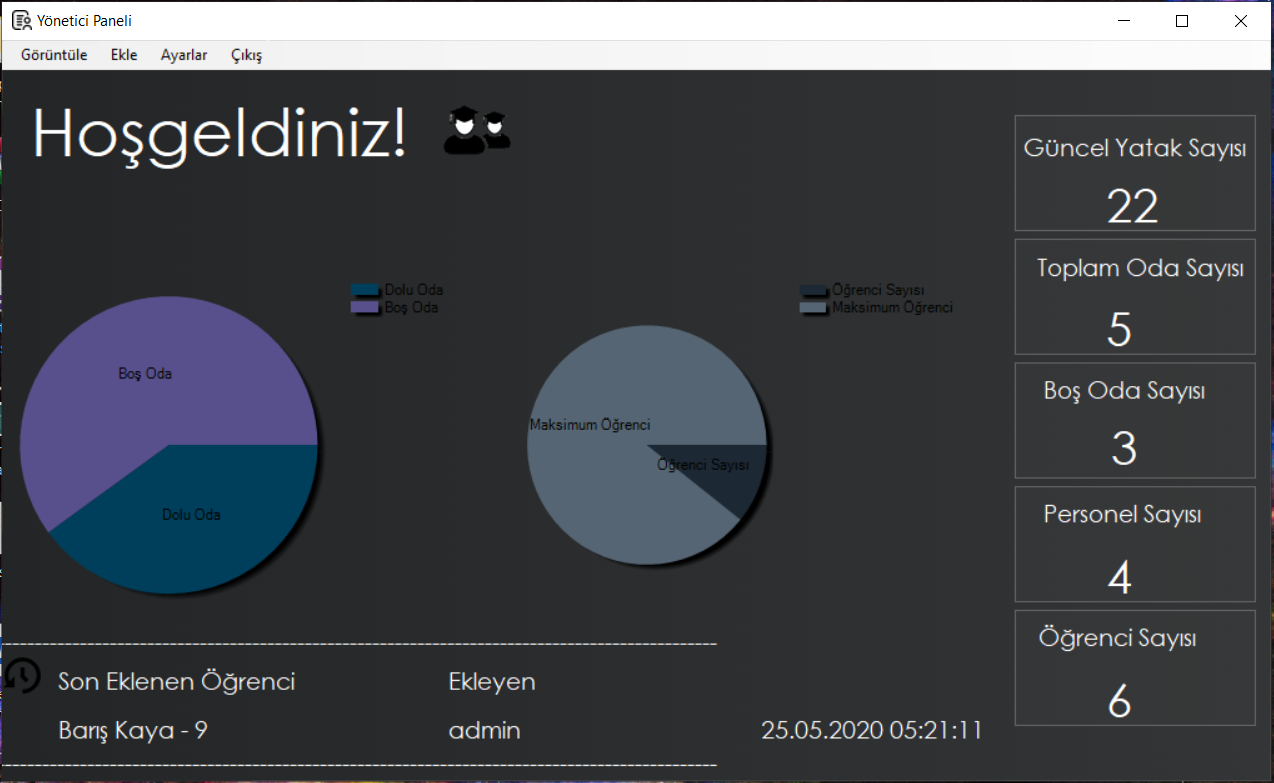 Yönetici Paneli
Görüntüle Ekle Ayarlar Çıkış
Hoşgeldiniz!
Güncel Yatak Sayısı
22
Toplam Oda Sayısı
5
Boş Oda Sayısı
3
Personel Sayısı
4
Öğrenci Sayısı
6
Dolu Oda
Boş Oda
Boş Oda
Dolu Oda
Öğrenci Sayısı
Maksimum Öğrenci
Maksimum Öğrenci
Öğrenci Sayısı
Son Eklenen Öğrenci Ekleyen
Barış Kaya - 9 admin 25.05.2020 05:21:11